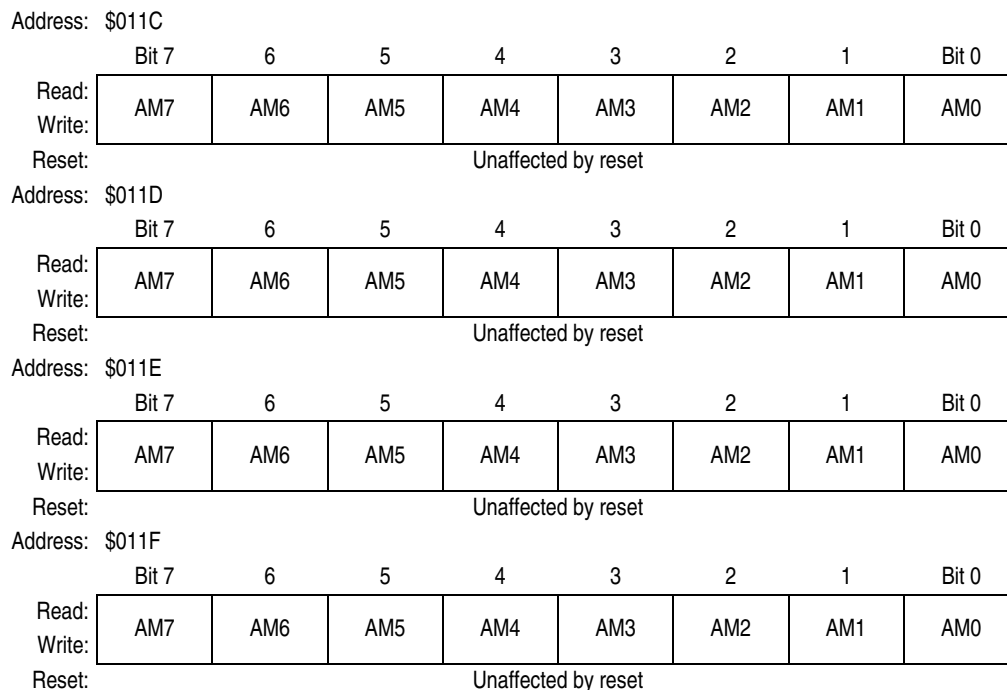 Address: $011C
Bit 7 6 5 4 3 2 1 Bit 0
Read:
AM7 AM6 AM5 AM4 AM3 AM2 AM1 AM0
Write:
Reset: Unaffected by reset
Address: $011D
Bit 7 6 5 4 3 2 1 Bit 0
Read:
AM7 AM6 AM5 AM4 AM3 AM2 AM1 AM0
Write:
Reset: Unaffected by reset
Address: $011E
Bit 7 6 5 4 3 2 1 Bit 0
Read:
AM7 AM6 AM5 AM4 AM3 AM2 AM1 AM0
Write:
Reset: Unaffected by reset
Address: $011F
Bit 7 6 5 4 3 2 1 Bit 0
Read:
AM7 AM6 AM5 AM4 AM3 AM2 AM1 AM0
Write:
Reset: Unaffected by reset